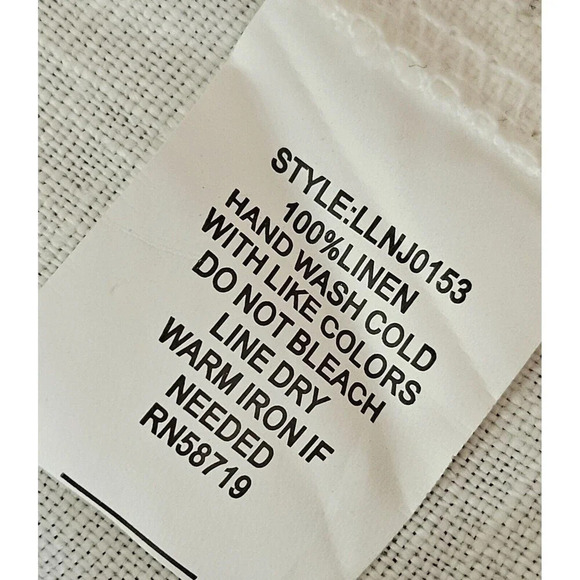 STYLE:LLNJ0153
100%LINEN
HAND WASH COLD
WITH LIKE COLORS
DO NOT BLEACH
LINE DRY
WARM IRON IF
NEEDED
RN58719